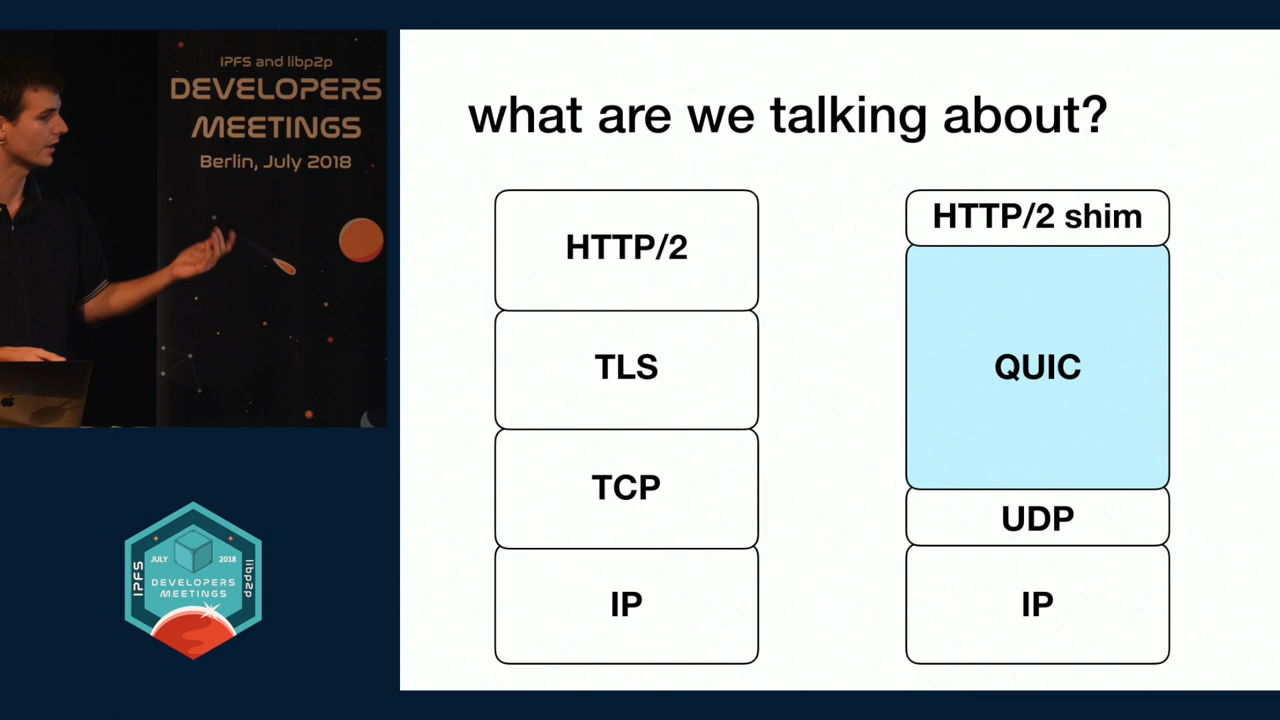 IPFS and libp2p
DEVELOPERS
MEETINGS
Berlin, July 2018
what are we talking about?
HTTP/2
TLS
TCP
IP
HTTP/2 shim
QUIC
UDP
IP
JULY
2018
IPFS
libp2p
DEVELOPERS
MEETINGS